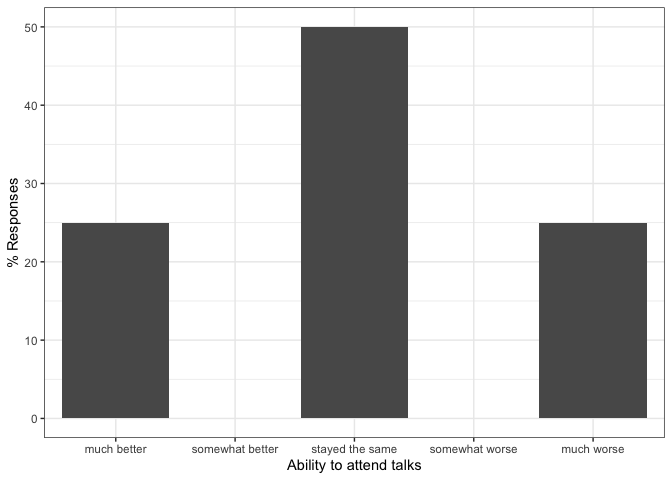 % Responses
50
40
30
20
10
0
much better somewhat better stayed the same somewhat worse much worse
Ability to attend talks